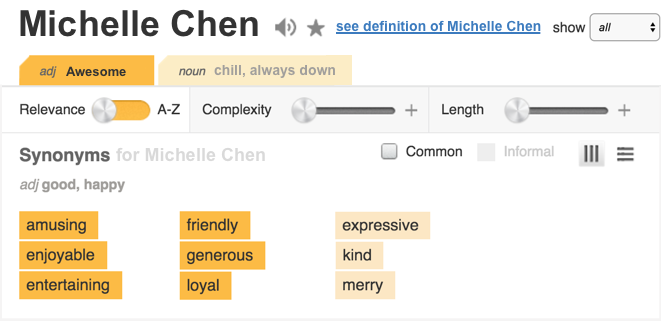 Michelle Chen see definition of Michelle Chen show all
adj Awesome noun chill, always down
Relevance A-Z Complexity + Length +
Synonyms for Michelle Chen Common Informal
adj good, happy
amusing friendly expressive
enjoyable generous kind
entertaining loyal merry